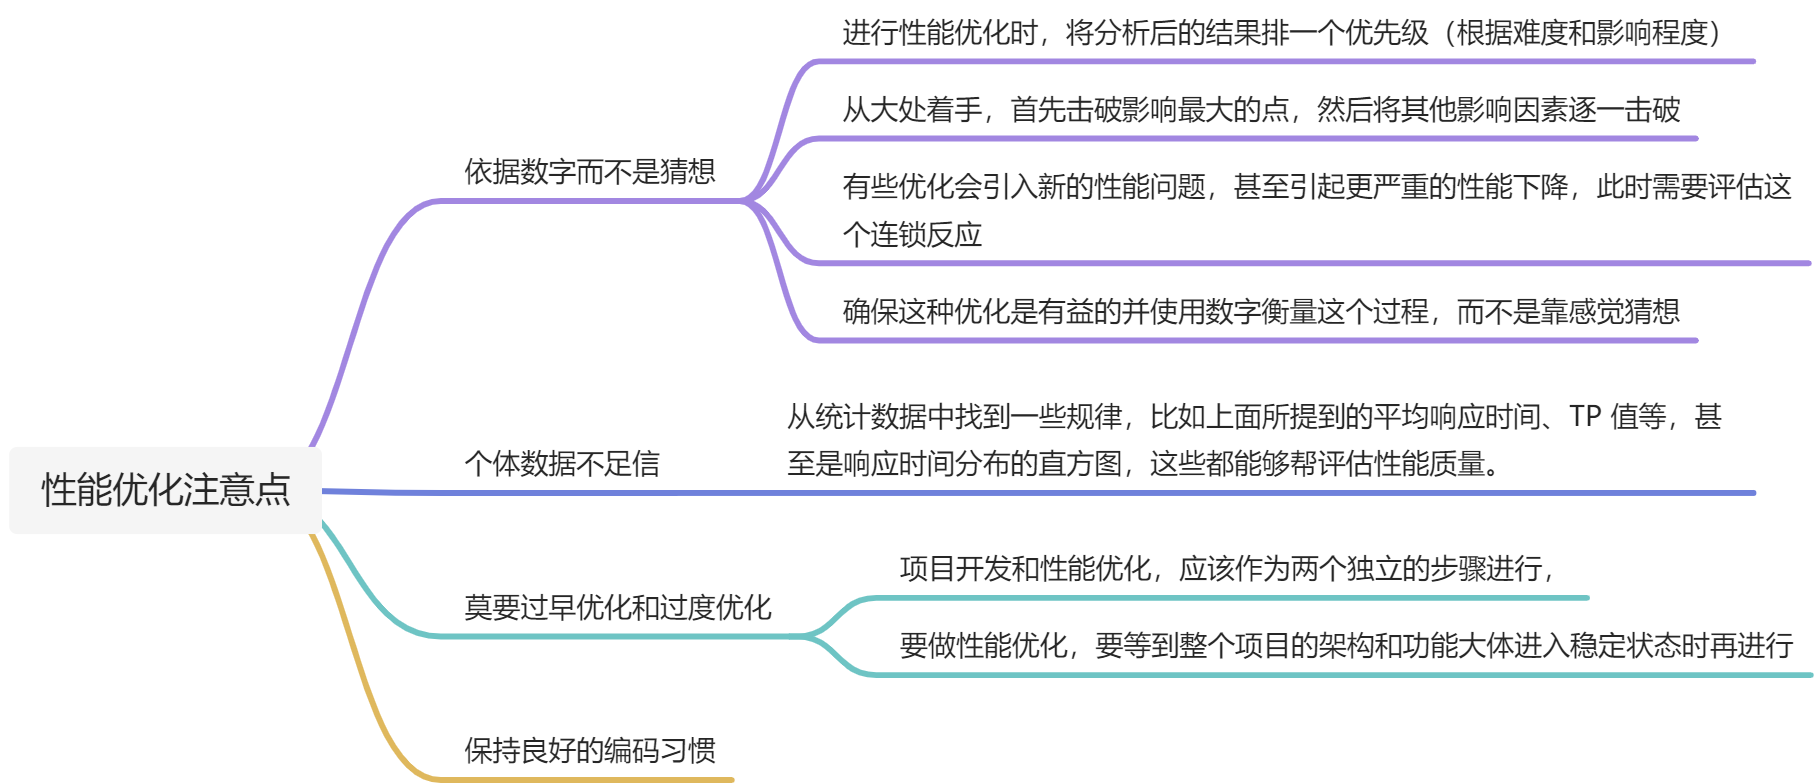 性能优化注意点
依据数字而不是猜想
进行性能优化时，将分析后的结果排一个优先级（根据难度和影响程度）
从大处着手，首先击破影响最大的点，然后将其他影响因素逐一击破
有些优化会引入新的性能问题，甚至引起更严重的性能下降，此时需要评估这
个连锁反应
确保这种优化是有益的并使用数字衡量这个过程，而不是靠感觉猜想
个体数据不足信
从统计数据中找到一些规律，比如上面所提到的平均响应时间、TP 值等，甚
至是响应时间分布的直方图，这些都能够帮评估性能质量。
莫要过早优化和过度优化
项目开发和性能优化，应该作为两个独立的步骤进行，
要做性能优化，要等到整个项目的架构和功能大体进入稳定状态时再进行
保持良好的编码习惯